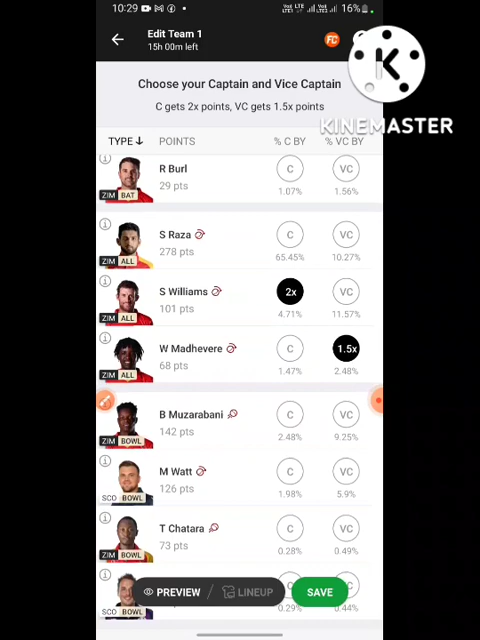 10:29 16%
Edit Team 1
15h 00m left
FC
K
KINEMASTER
Choose your Captain and Vice Captain
C gets 2x points, VC gets 1.5x points
TYPE↓ POINTS % C BY % VC BY
R Burl
29 pts
ZIM BAT
C VC
1.07% 1.56%
S Raza
278 pts
ZIM ALL
C VC
65.45% 10.27%
S Williams
101 pts
ZIM ALL
2x VC
4.71% 11.57%
W Madhevere
68 pts
ZIM ALL
C 1.5x
1.47% 2.48%
B Muzarabani
142 pts
ZIM BOWL
C VC
2.48% 9.25%
M Watt
126 pts
SCO BOWL
C VC
1.98% 5.9%
T Chatara
73 pts
ZIM BOWL
C VC
0.28% 0.49%
SCO BOWL
0.29% 0.44%
PREVIEW / LINEUP SAVE